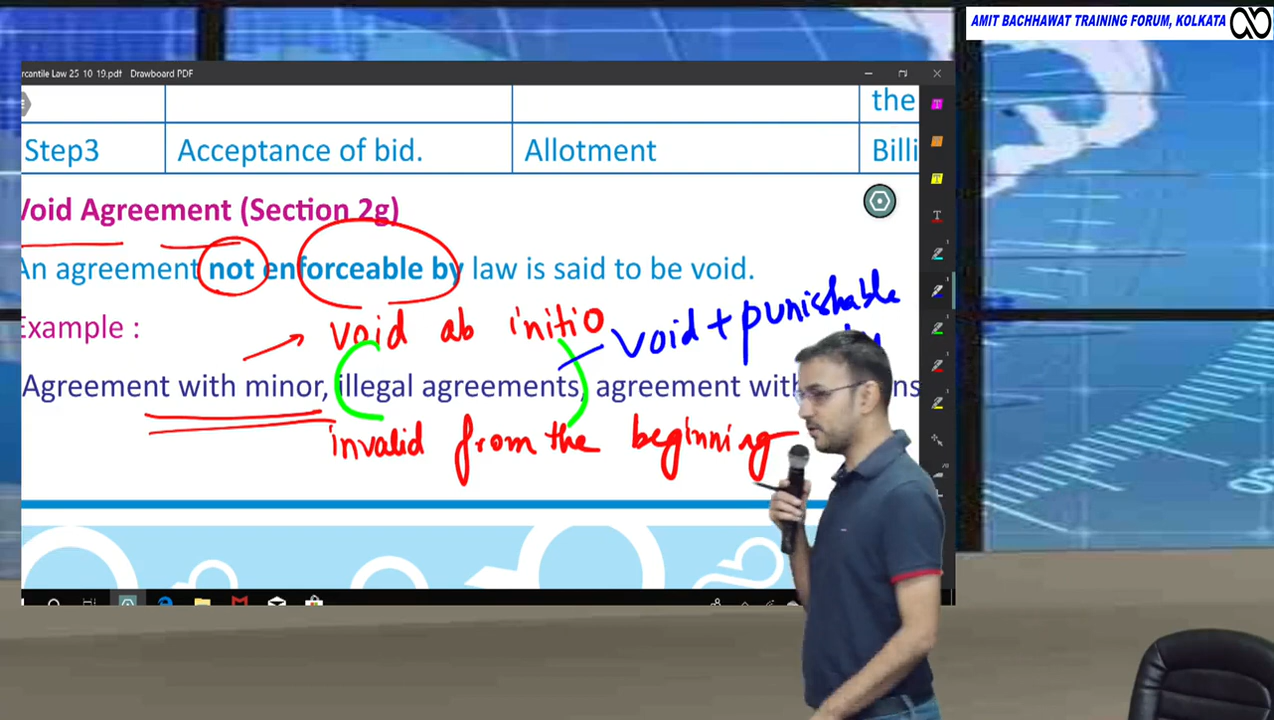 AMIT BACHHAWAT TRAINING FORUM, KOLKATA
rcantile Law 25 10 19.pdf Drawboard PDF
the
Step3 Acceptance of bid. Allotment Billi
Void Agreement (Section 2g)
An agreement not enforceable by law is said to be void.
Example :
void ab initio
void + punishable
Agreement with minor, illegal agreements, agreement with
invalid from the beginning